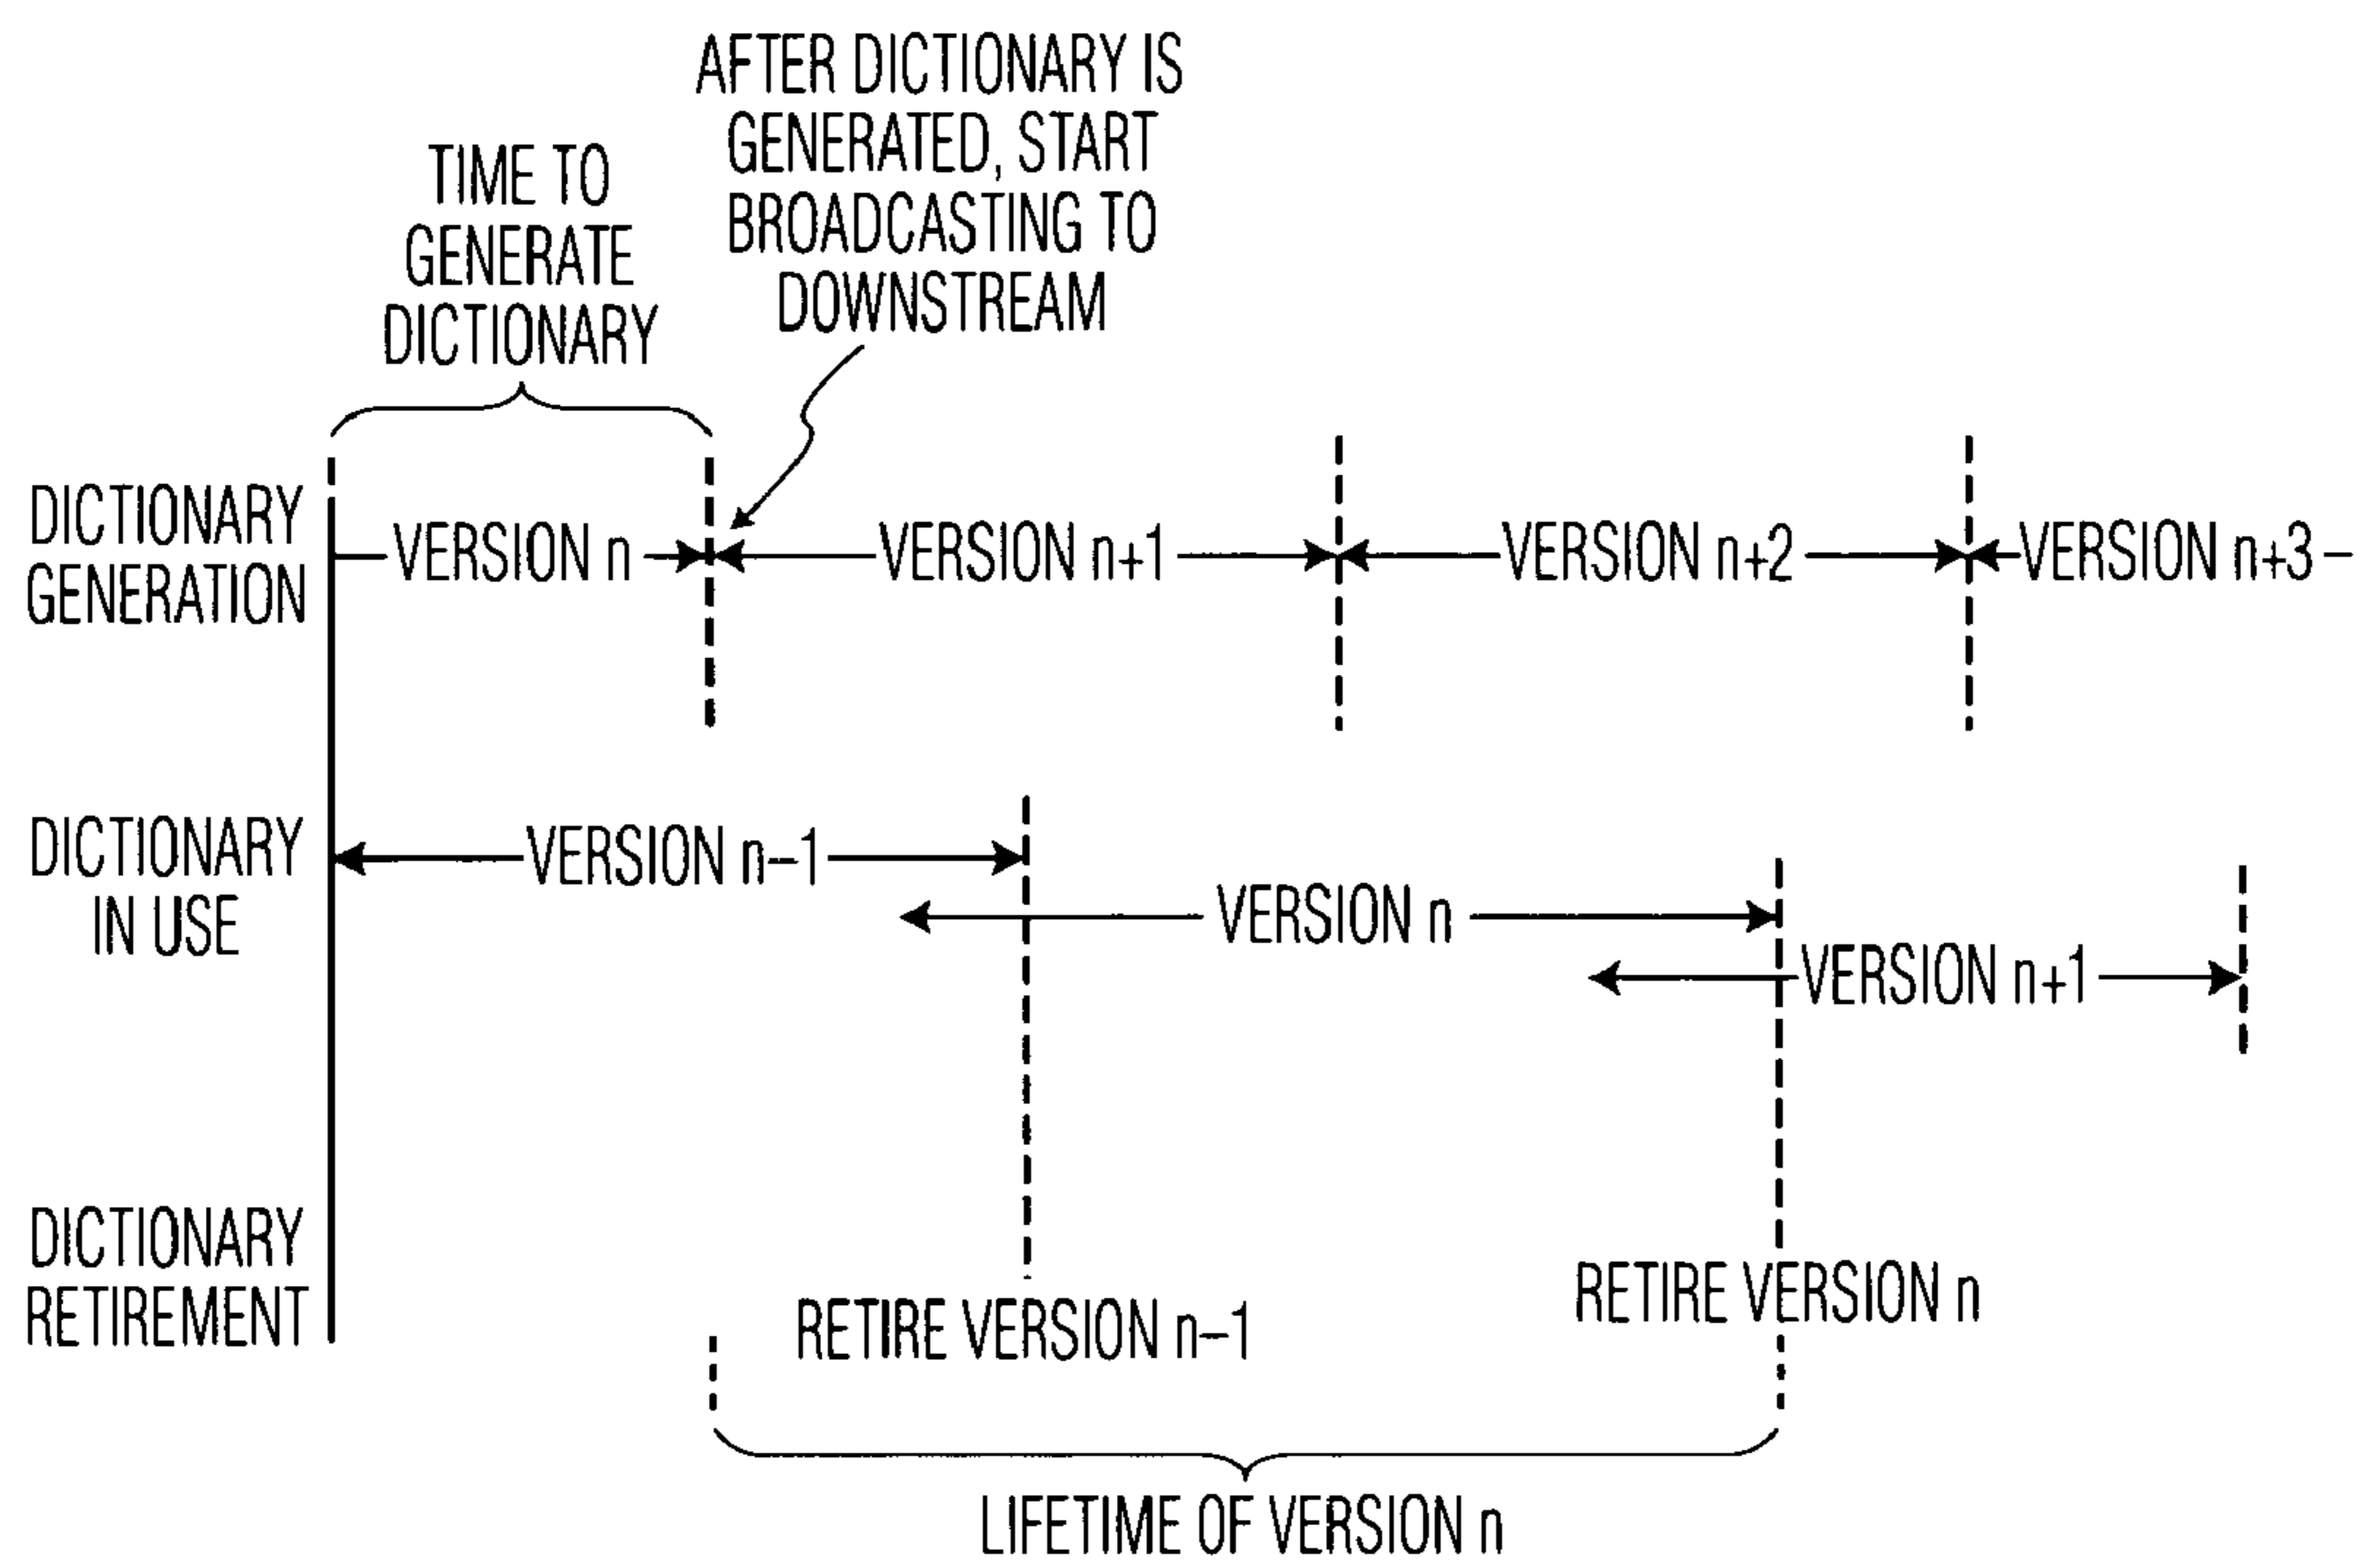 AFTER DICTIONARY IS
GENERATED, START
BROADCASTING TO
DOWNSTREAM
TIME TO
GENERATE
DICTIONARY
DICTIONARY
GENERATION
VERSION n
VERSION n+1
VERSION n+2
VERSION n+3
DICTIONARY
IN USE
VERSION n–1
VERSION n
VERSION n+1
DICTIONARY
RETIREMENT
RETIRE VERSION n–1
RETIRE VERSION n
LIFETIME OF VERSION n